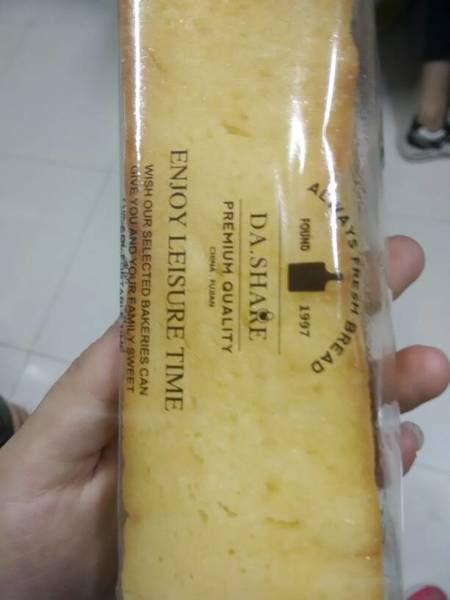 ALWAYS FRESH BREAD
FOUND 1997
DA.SHARE
PREMIUM QUALITY
CHINA FUJIAN
ENJOY LEISURE TIME
WISH OUR SELECTED BAKERIES CAN
GIVE YOU AND YOUR FAMILY SWEET